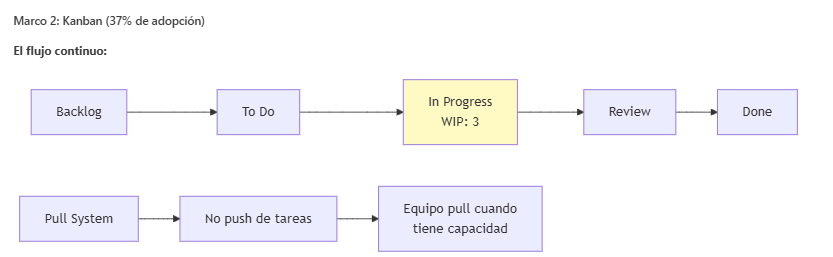 Marco 2: Kanban (37% de adopción)
El flujo continuo:
Backlog
To Do
In Progress
WIP: 3
Review
Done
Pull System
No push de tareas
Equipo pull cuando
tiene capacidad